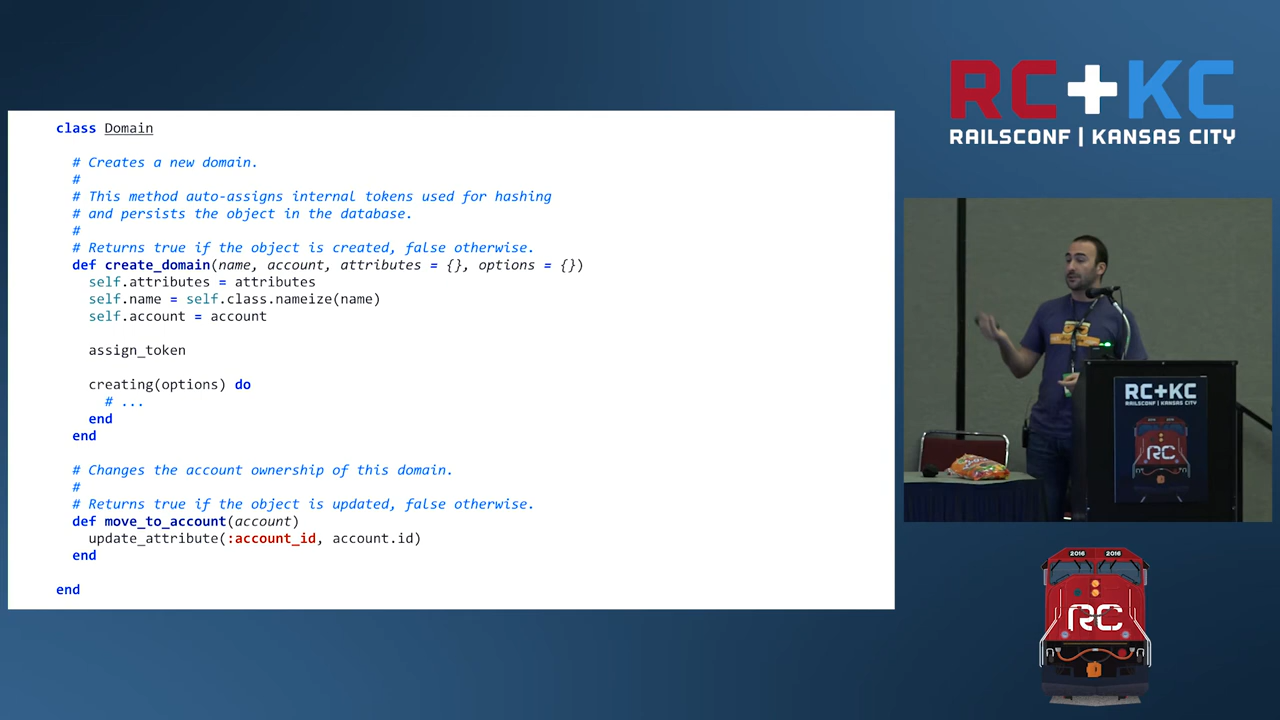 class Domain
# Creates a new domain.
#
# This method auto-assigns internal tokens used for hashing
# and persists the object in the database.
#
# Returns true if the object is created, false otherwise.
def create_domain(name, account, attributes = {}, options = {})
self.attributes = attributes
self.name = self.class.nameize(name)
self.account = account
assign_token
creating(options) do
# ...
end
end
# Changes the account ownership of this domain.
#
# Returns true if the object is updated, false otherwise.
def move_to_account(account)
update_attribute(:account_id, account.id)
end
end
RC+KC
RAILSCONF | KANSAS CITY
RC+KC
RAILSCONF | KANSAS CITY
RC
2016 2016
RC